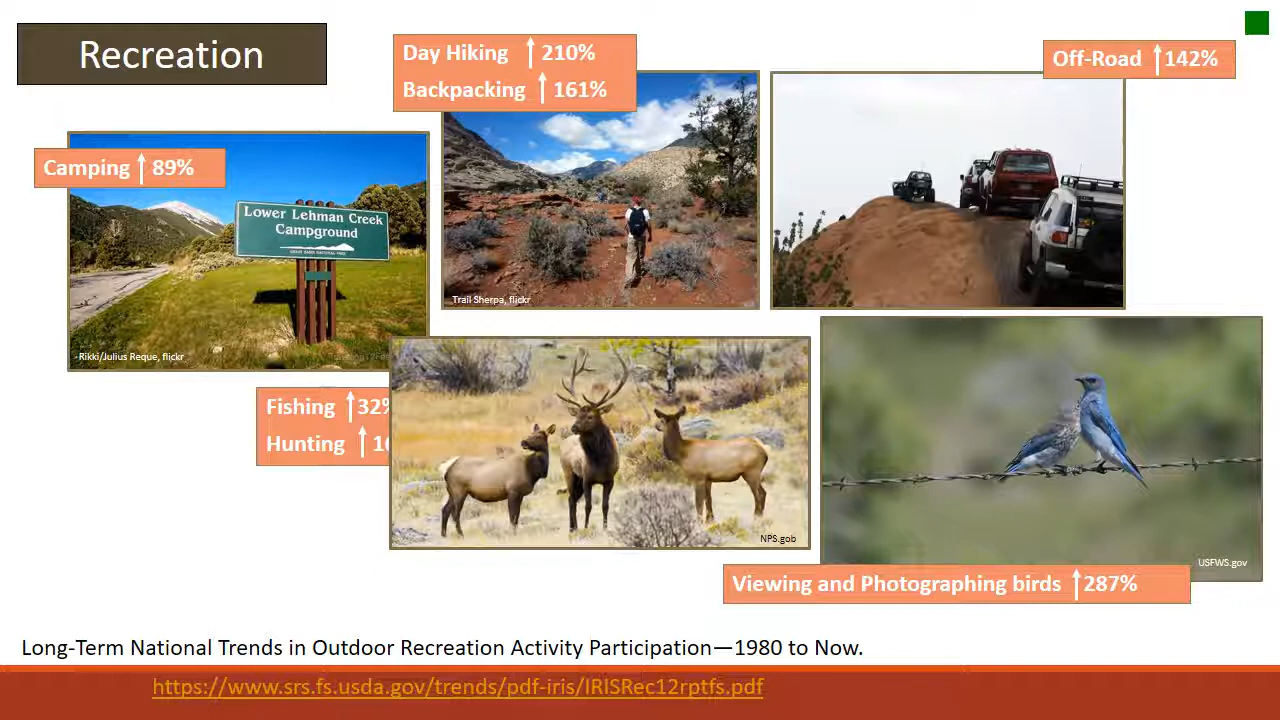 Recreation
Day Hiking ↑ 210%
Backpacking ↑ 161%
Off-Road ↑ 142%
Camping ↑ 89%
Lower Lehman Creek
Campground
Rikki/Julius Reque, flickr
Trail Sherpa, flickr
Fishing ↑ 32%
Hunting ↑
NPS.gob
USFWS.gov
Viewing and Photographing birds ↑ 287%
Long-Term National Trends in Outdoor Recreation Activity Participation—1980 to Now.
https://www.srs.fs.usda.gov/trends/pdf-iris/IRISRec12rptfs.pdf